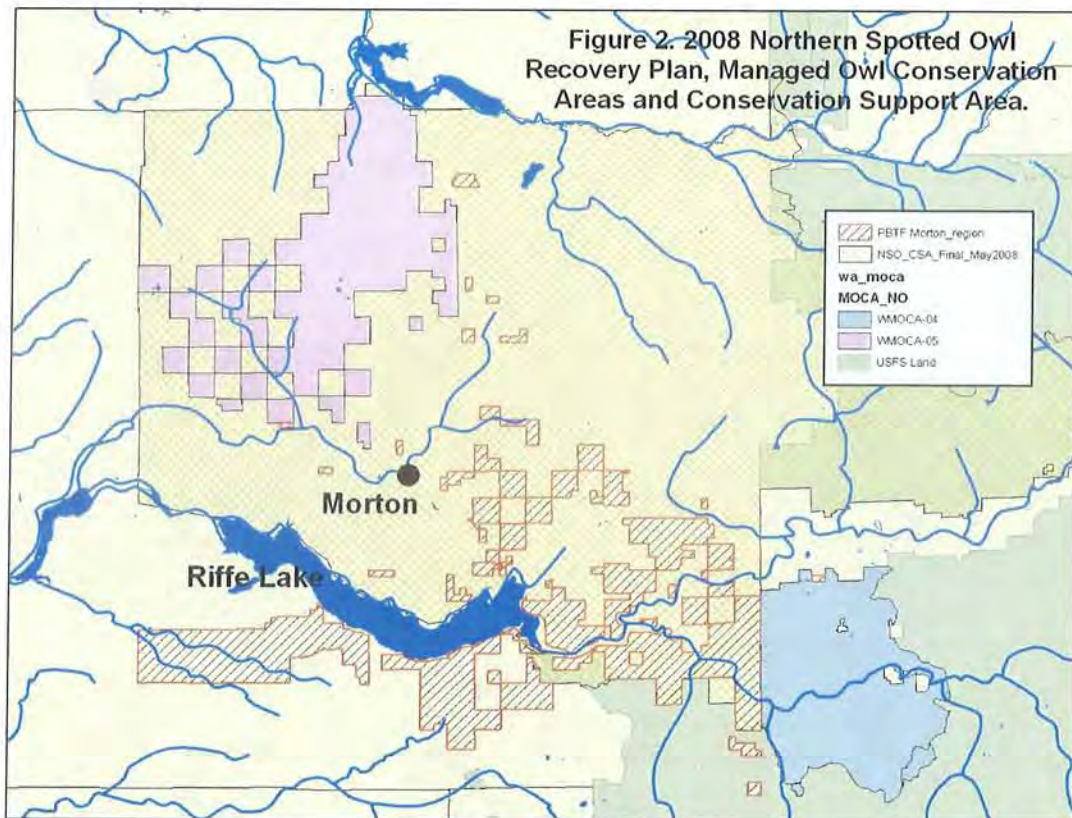 Figure 2. 2008 Northern Spotted Owl
Recovery Plan, Managed Owl Conservation
Areas and Conservation Support Area.
PBTF Morton_region
NSO_CSA_Final_May2008
wa_moca
MOCA_NO
WMOCA-04
WMOCA-05
USFS Land
Morton
Riffe Lake